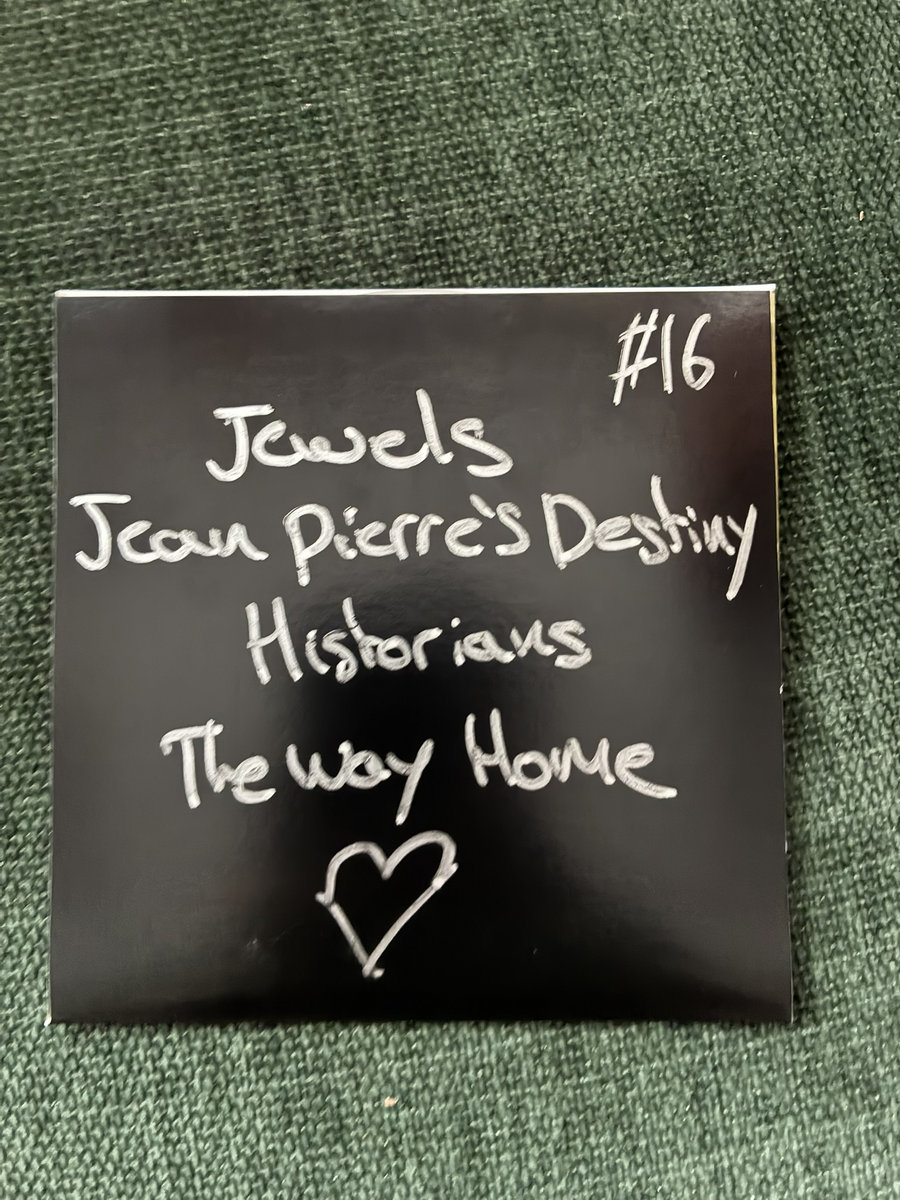 #16
Jewels
Jean Pierre's Destiny
Historians
The Way Home